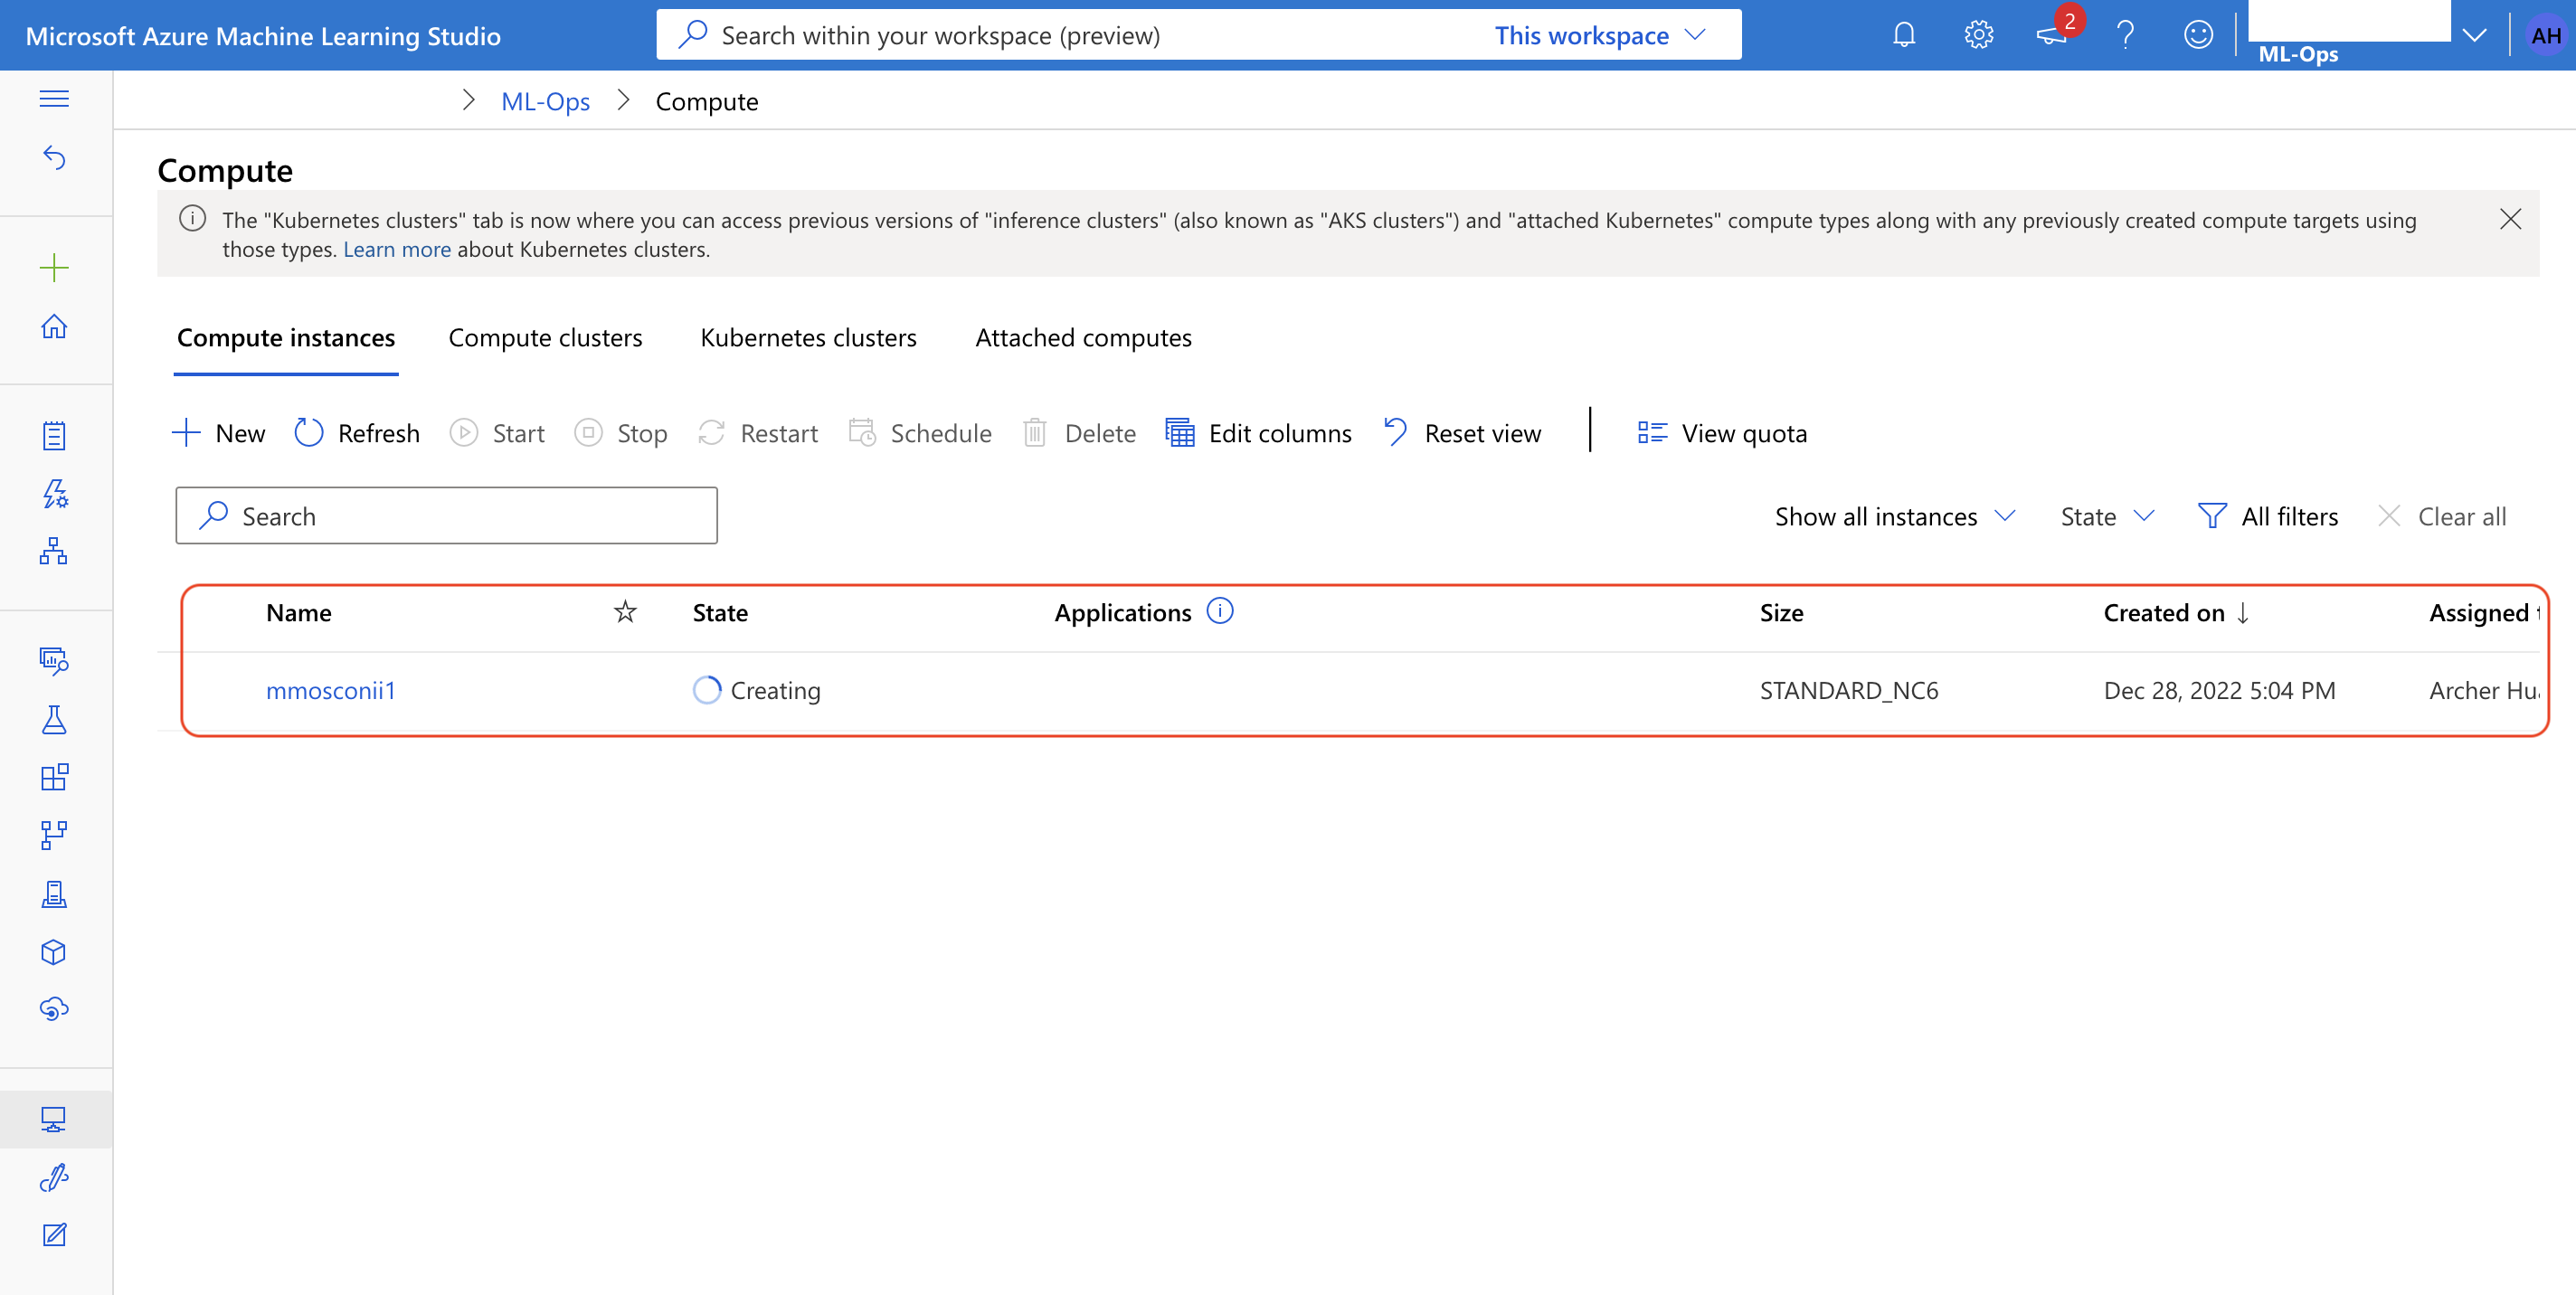 Microsoft Azure Machine Learning Studio
Search within your workspace (preview)
This workspace
2
ML-Ops
AH
ML-Ops
Compute
Compute
The "Kubernetes clusters" tab is now where you can access previous versions of "inference clusters" (also known as "AKS clusters") and "attached Kubernetes" compute types along with any previously created compute targets using
those types. Learn more about Kubernetes clusters.
Compute instances
Compute clusters
Kubernetes clusters
Attached computes
New
Refresh
Start
Stop
Restart
Schedule
Delete
Edit columns
Reset view
View quota
Search
Show all instances
State
All filters
Clear all
Name
State
Applications
Size
Created on
Assigned
mmosconii1
Creating
STANDARD_NC6
Dec 28, 2022 5:04 PM
Archer